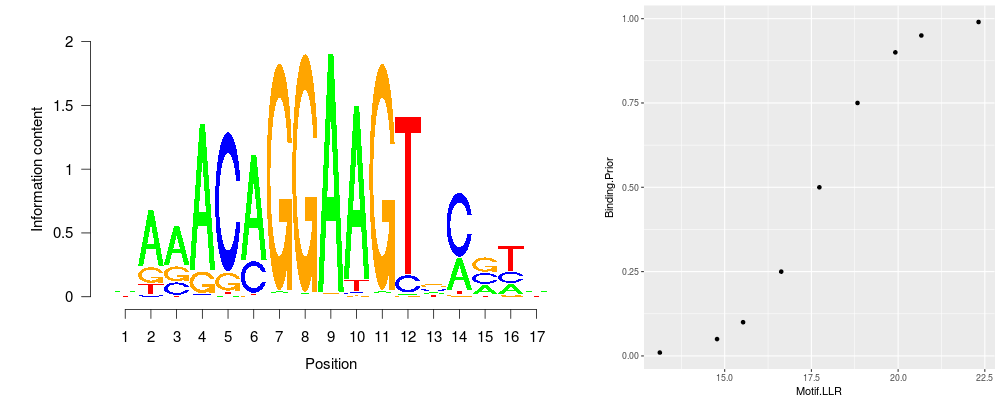 Information content
2
1.5
1
0.5
0
A G T C
A G C
A G C
C G
A C
G
G
A
A T
G
T C
G
C A
G C A
T C A
1 2 3 4 5 6 7 8 9 10 11 12 13 14 15 16 17
Position
Binding.Prior
1.00
0.75
0.50
0.25
0.00
15.0 17.5 20.0 22.5
Motif.LLR